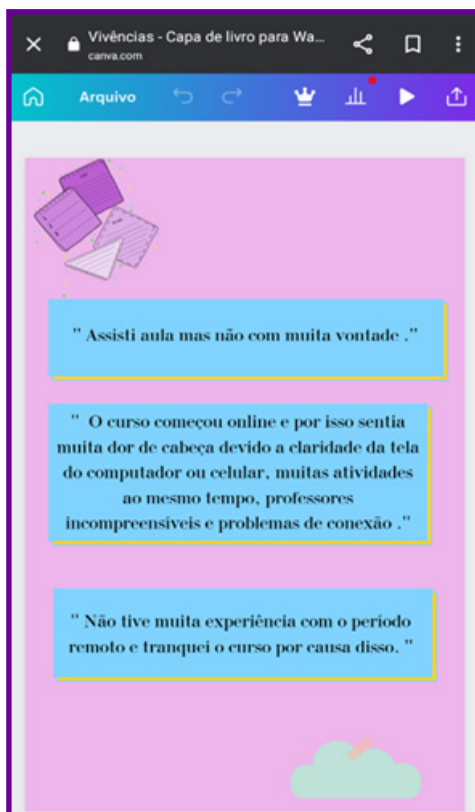 Vivências - Capa de livro para Wa...
canva.com
Arquivo
" Assisti aula mas não com muita vontade ."
" O curso começou online e por isso sentia
muita dor de cabeça devido a claridade da tela
do computador ou celular, muitas atividades
ao mesmo tempo, professores
incompreensiveis e problemas de conexão ."
" Não tive muita experiência com o período
remoto e tranquei o curso por causa disso. "